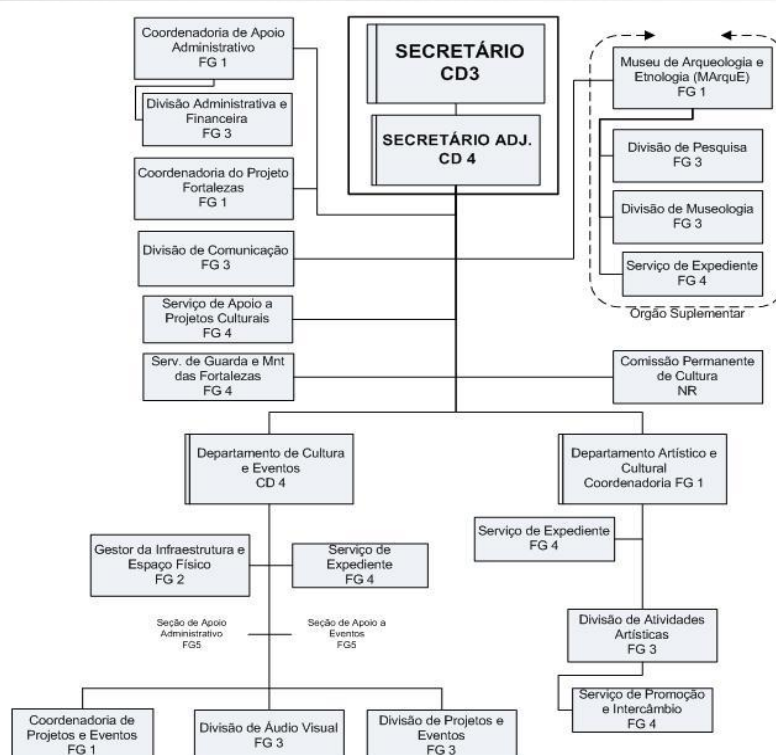 Coordenadoria de Apoio
Administrativo
FG 1
Divisão Administrativa e
Financeira
FG 3
Coordenadoria do Projeto
Fortalezas
FG 1
Divisão de Comunicação
FG 3
Serviço de Apoio a
Projetos Culturais
FG 4
Serv. de Guarda e Mnt
das Fortalezas
FG 4
SECRETÁRIO
CD3
SECRETÁRIO ADJ.
CD 4
Museu de Arqueologia e
Etnologia (MArquE)
FG 1
Divisão de Pesquisa
FG 3
Divisão de Museologia
FG 3
Serviço de Expediente
FG 4
Orgão Suplementar
Comissão Permanente
de Cultura
NR
Departamento de Cultura
e Eventos
CD 4
Gestor da Infraestrutura e
Espaço Físico
FG 2
Serviço de
Expediente
FG 4
Seção de Apoio
Administrativo
FG5
Seção de Apoio a
Eventos
FG5
Coordenadoria de
Projetos e Eventos
FG 1
Divisão de Áudio Visual
FG 3
Divisão de Projetos e
Eventos
FG 3
Departamento Artístico e
Cultural
Coordenadoria FG 1
Serviço de Expediente
FG 4
Divisão de Atividades
Artísticas
FG 3
Serviço de Promoção
e Intercâmbio
FG 4